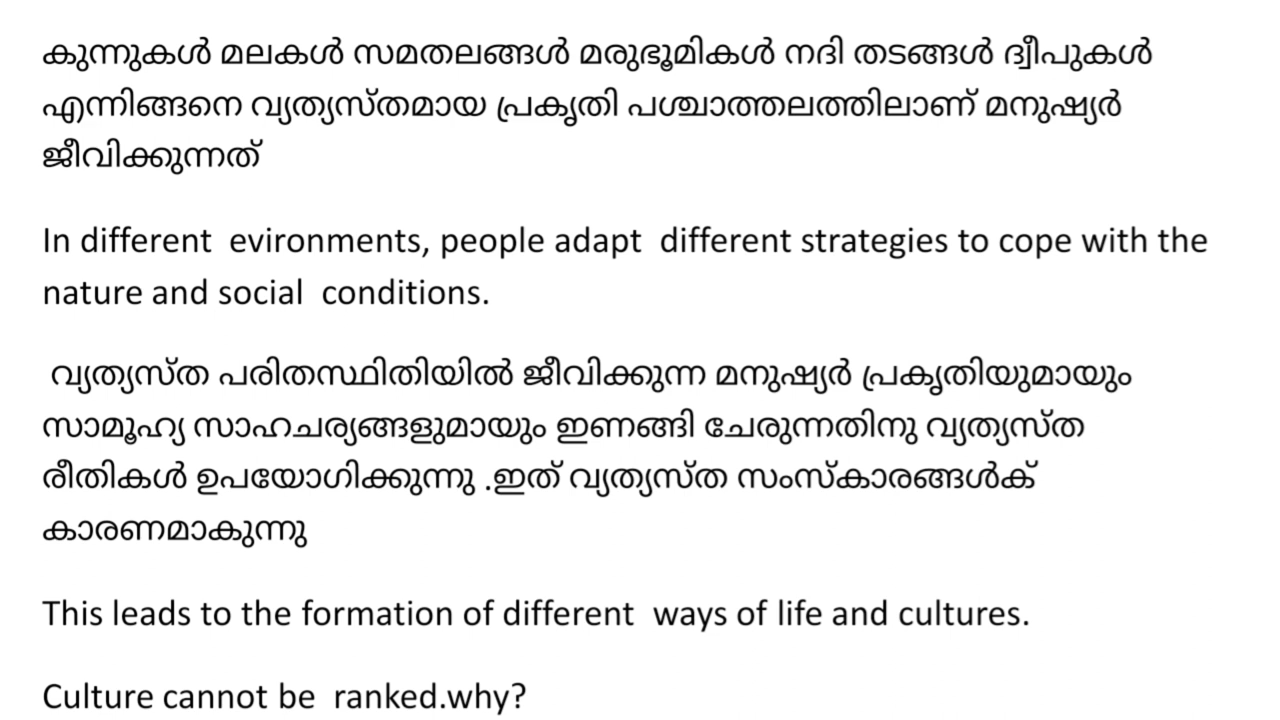 കുന്നുകൾ മലകൾ സമതലങ്ങൾ മരുഭൂമികൾ നദി തടങ്ങൾ ദ്വീപുകൾ
എന്നിങ്ങനെ വ്യത്യസ്തമായ പ്രകൃതി പശ്ചാത്തലത്തിലാണ് മനുഷ്യർ
ജീവിക്കുന്നത്
In different evironments, people adapt different strategies to cope with the
nature and social conditions.
വ്യത്യസ്ത പരിതസ്ഥിതിയിൽ ജീവിക്കുന്ന മനുഷ്യർ പ്രകൃതിയുമായും
സാമൂഹ്യ സാഹചര്യങ്ങളുമായും ഇണങ്ങി ചേരുന്നതിനു വ്യത്യസ്ത
രീതികൾ ഉപയോഗിക്കുന്നു .ഇത് വ്യത്യസ്ത സംസ്കാരങ്ങൾക്
കാരണമാകുന്നു
This leads to the formation of different ways of life and cultures.
Culture cannot be ranked.why?